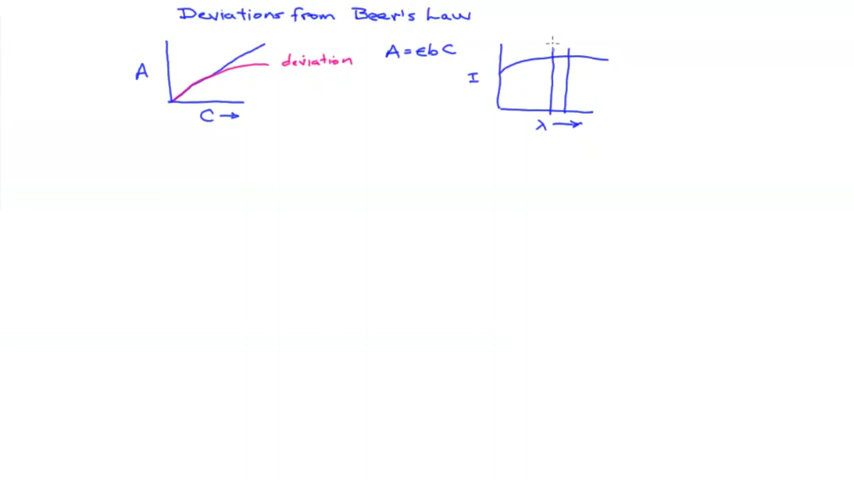 Deviations from Beer's Law
A
deviation
C →
A = εbC
I
λ →